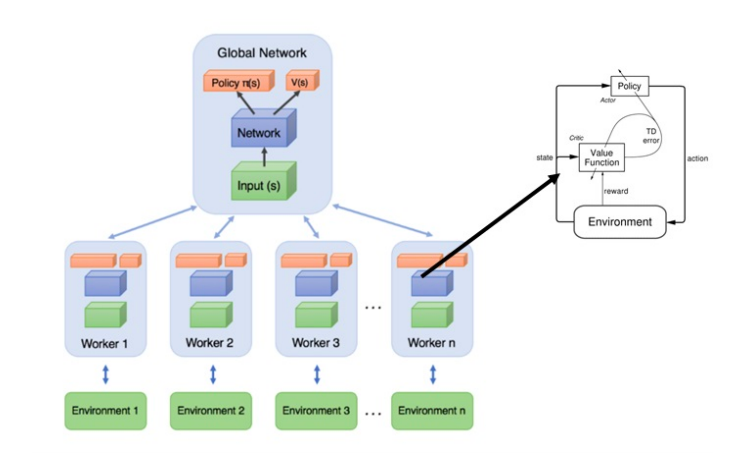 Global Network
Policy π(s)
V(s)
Network
Input (s)
Worker 1
Worker 2
Worker 3
...
Worker n
Environment 1
Environment 2
Environment 3
...
Environment n
Policy
Actor
Critic
TD
error
Value
Function
state
action
reward
Environment